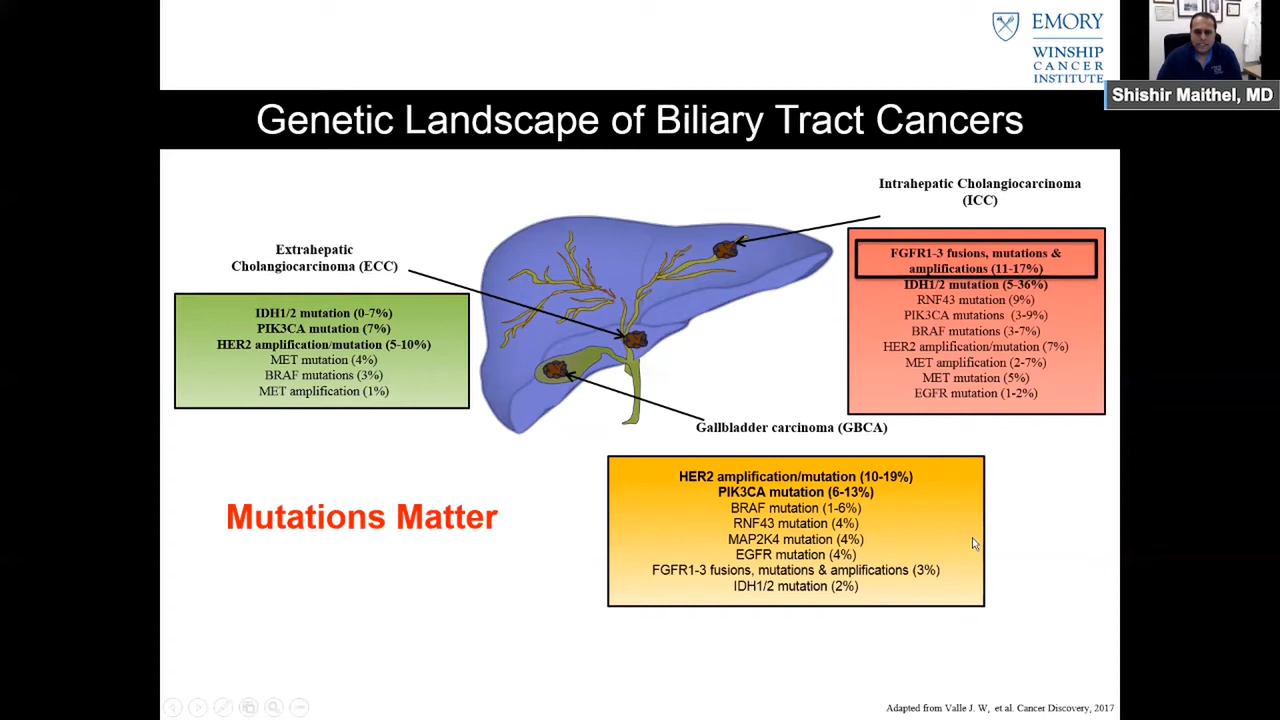 EMORY
WINSHIP
CANCER
INSTITUTE
Shishir Maithel, MD
Genetic Landscape of Biliary Tract Cancers
Intrahepatic Cholangiocarcinoma
(ICC)
FGFR1-3 fusions, mutations &
amplifications (11-17%)
IDH1/2 mutation (5-36%)
RNF43 mutation (9%)
PIK3CA mutations (3-9%)
BRAF mutations (3-7%)
HER2 amplification/mutation (7%)
MET amplification (2-7%)
MET mutation (5%)
EGFR mutation (1-2%)
Extrahepatic
Cholangiocarcinoma (ECC)
IDH1/2 mutation (0-7%)
PIK3CA mutation (7%)
HER2 amplification/mutation (5-10%)
MET mutation (4%)
BRAF mutations (3%)
MET amplification (1%)
Gallbladder carcinoma (GBCA)
HER2 amplification/mutation (10-19%)
PIK3CA mutation (6-13%)
BRAF mutation (1-6%)
RNF43 mutation (4%)
MAP2K4 mutation (4%)
EGFR mutation (4%)
FGFR1-3 fusions, mutations & amplifications (3%)
IDH1/2 mutation (2%)
Mutations Matter
Adapted from Valle J. W, et al. Cancer Discovery, 2017